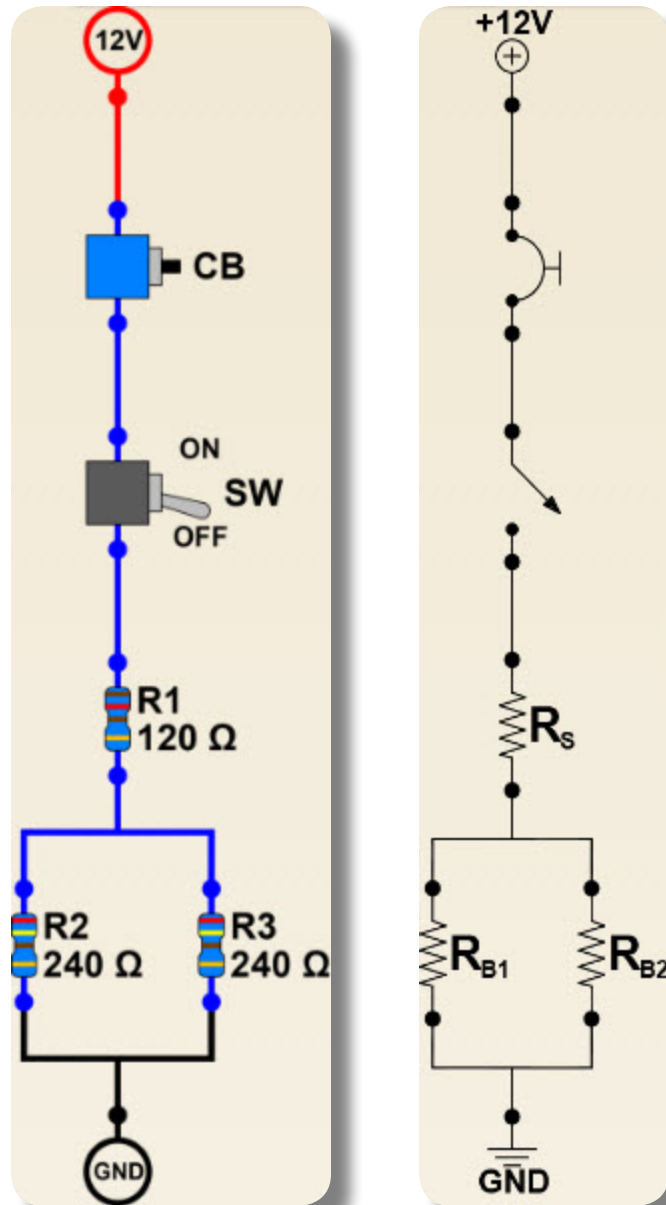 12V
CB
ON
SW
OFF
R1
120 Ω
R2
240 Ω
R3
240 Ω
GND
+12V
RS
RB1
RB2
GND